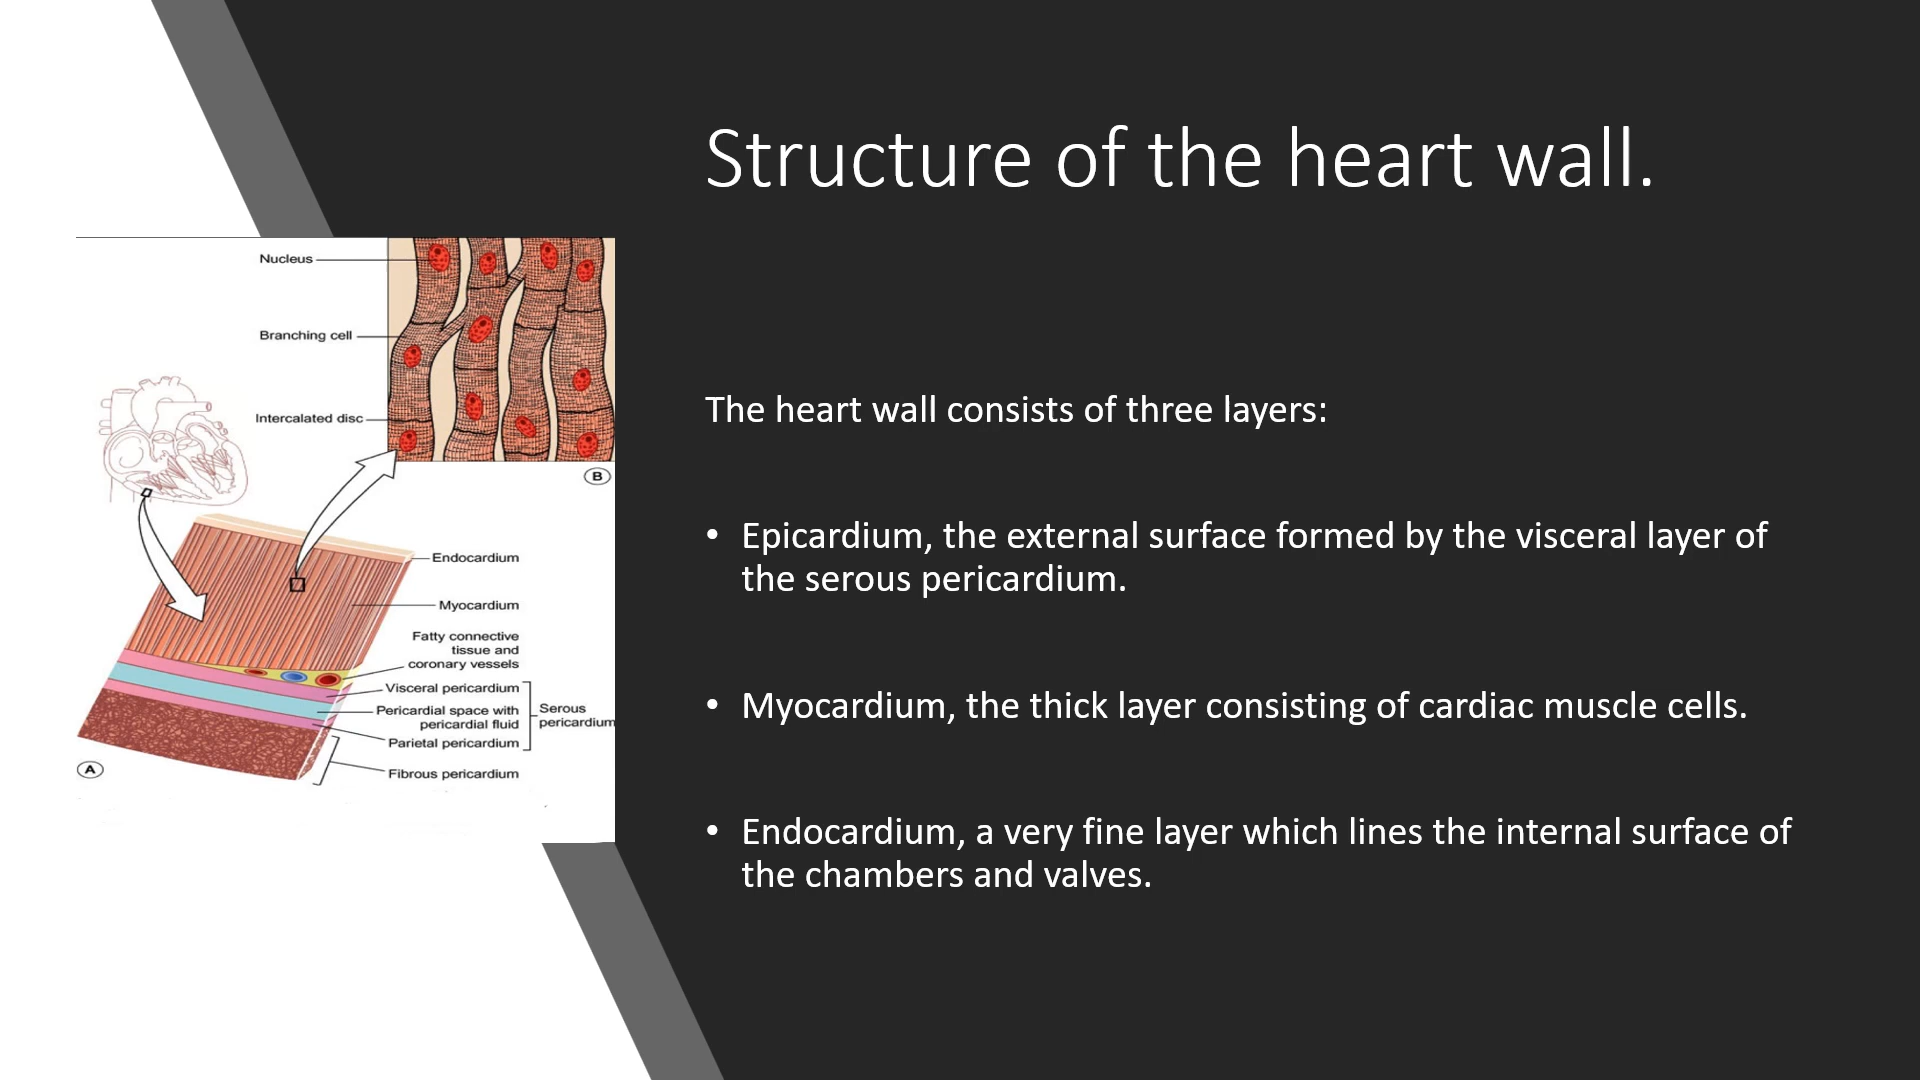 Structure of the heart wall.
Nucleus
Branching cell
Intercalated disc
B
Endocardium
Myocardium
Fatty connective
tissue and
coronary vessels
Visceral pericardium
Pericardial space with
pericardial fluid
Serous
pericardium
Parietal pericardium
Fibrous pericardium
A
The heart wall consists of three layers:
• Epicardium, the external surface formed by the visceral layer of
the serous pericardium.
• Myocardium, the thick layer consisting of cardiac muscle cells.
• Endocardium, a very fine layer which lines the internal surface of
the chambers and valves.